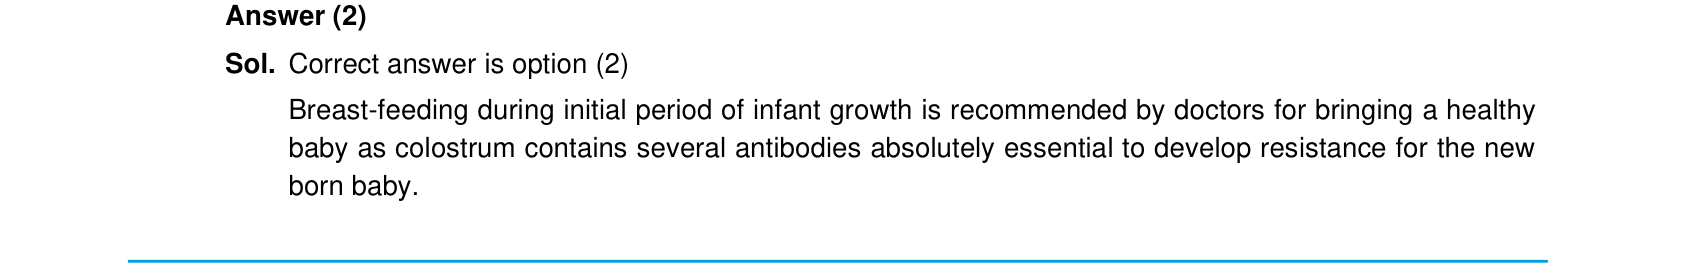 Answer (2)
Sol. Correct answer is option (2)
Breast-feeding during initial period of infant growth is recommended by doctors for bringing a healthy
baby as colostrum contains several antibodies absolutely essential to develop resistance for the new
born baby.